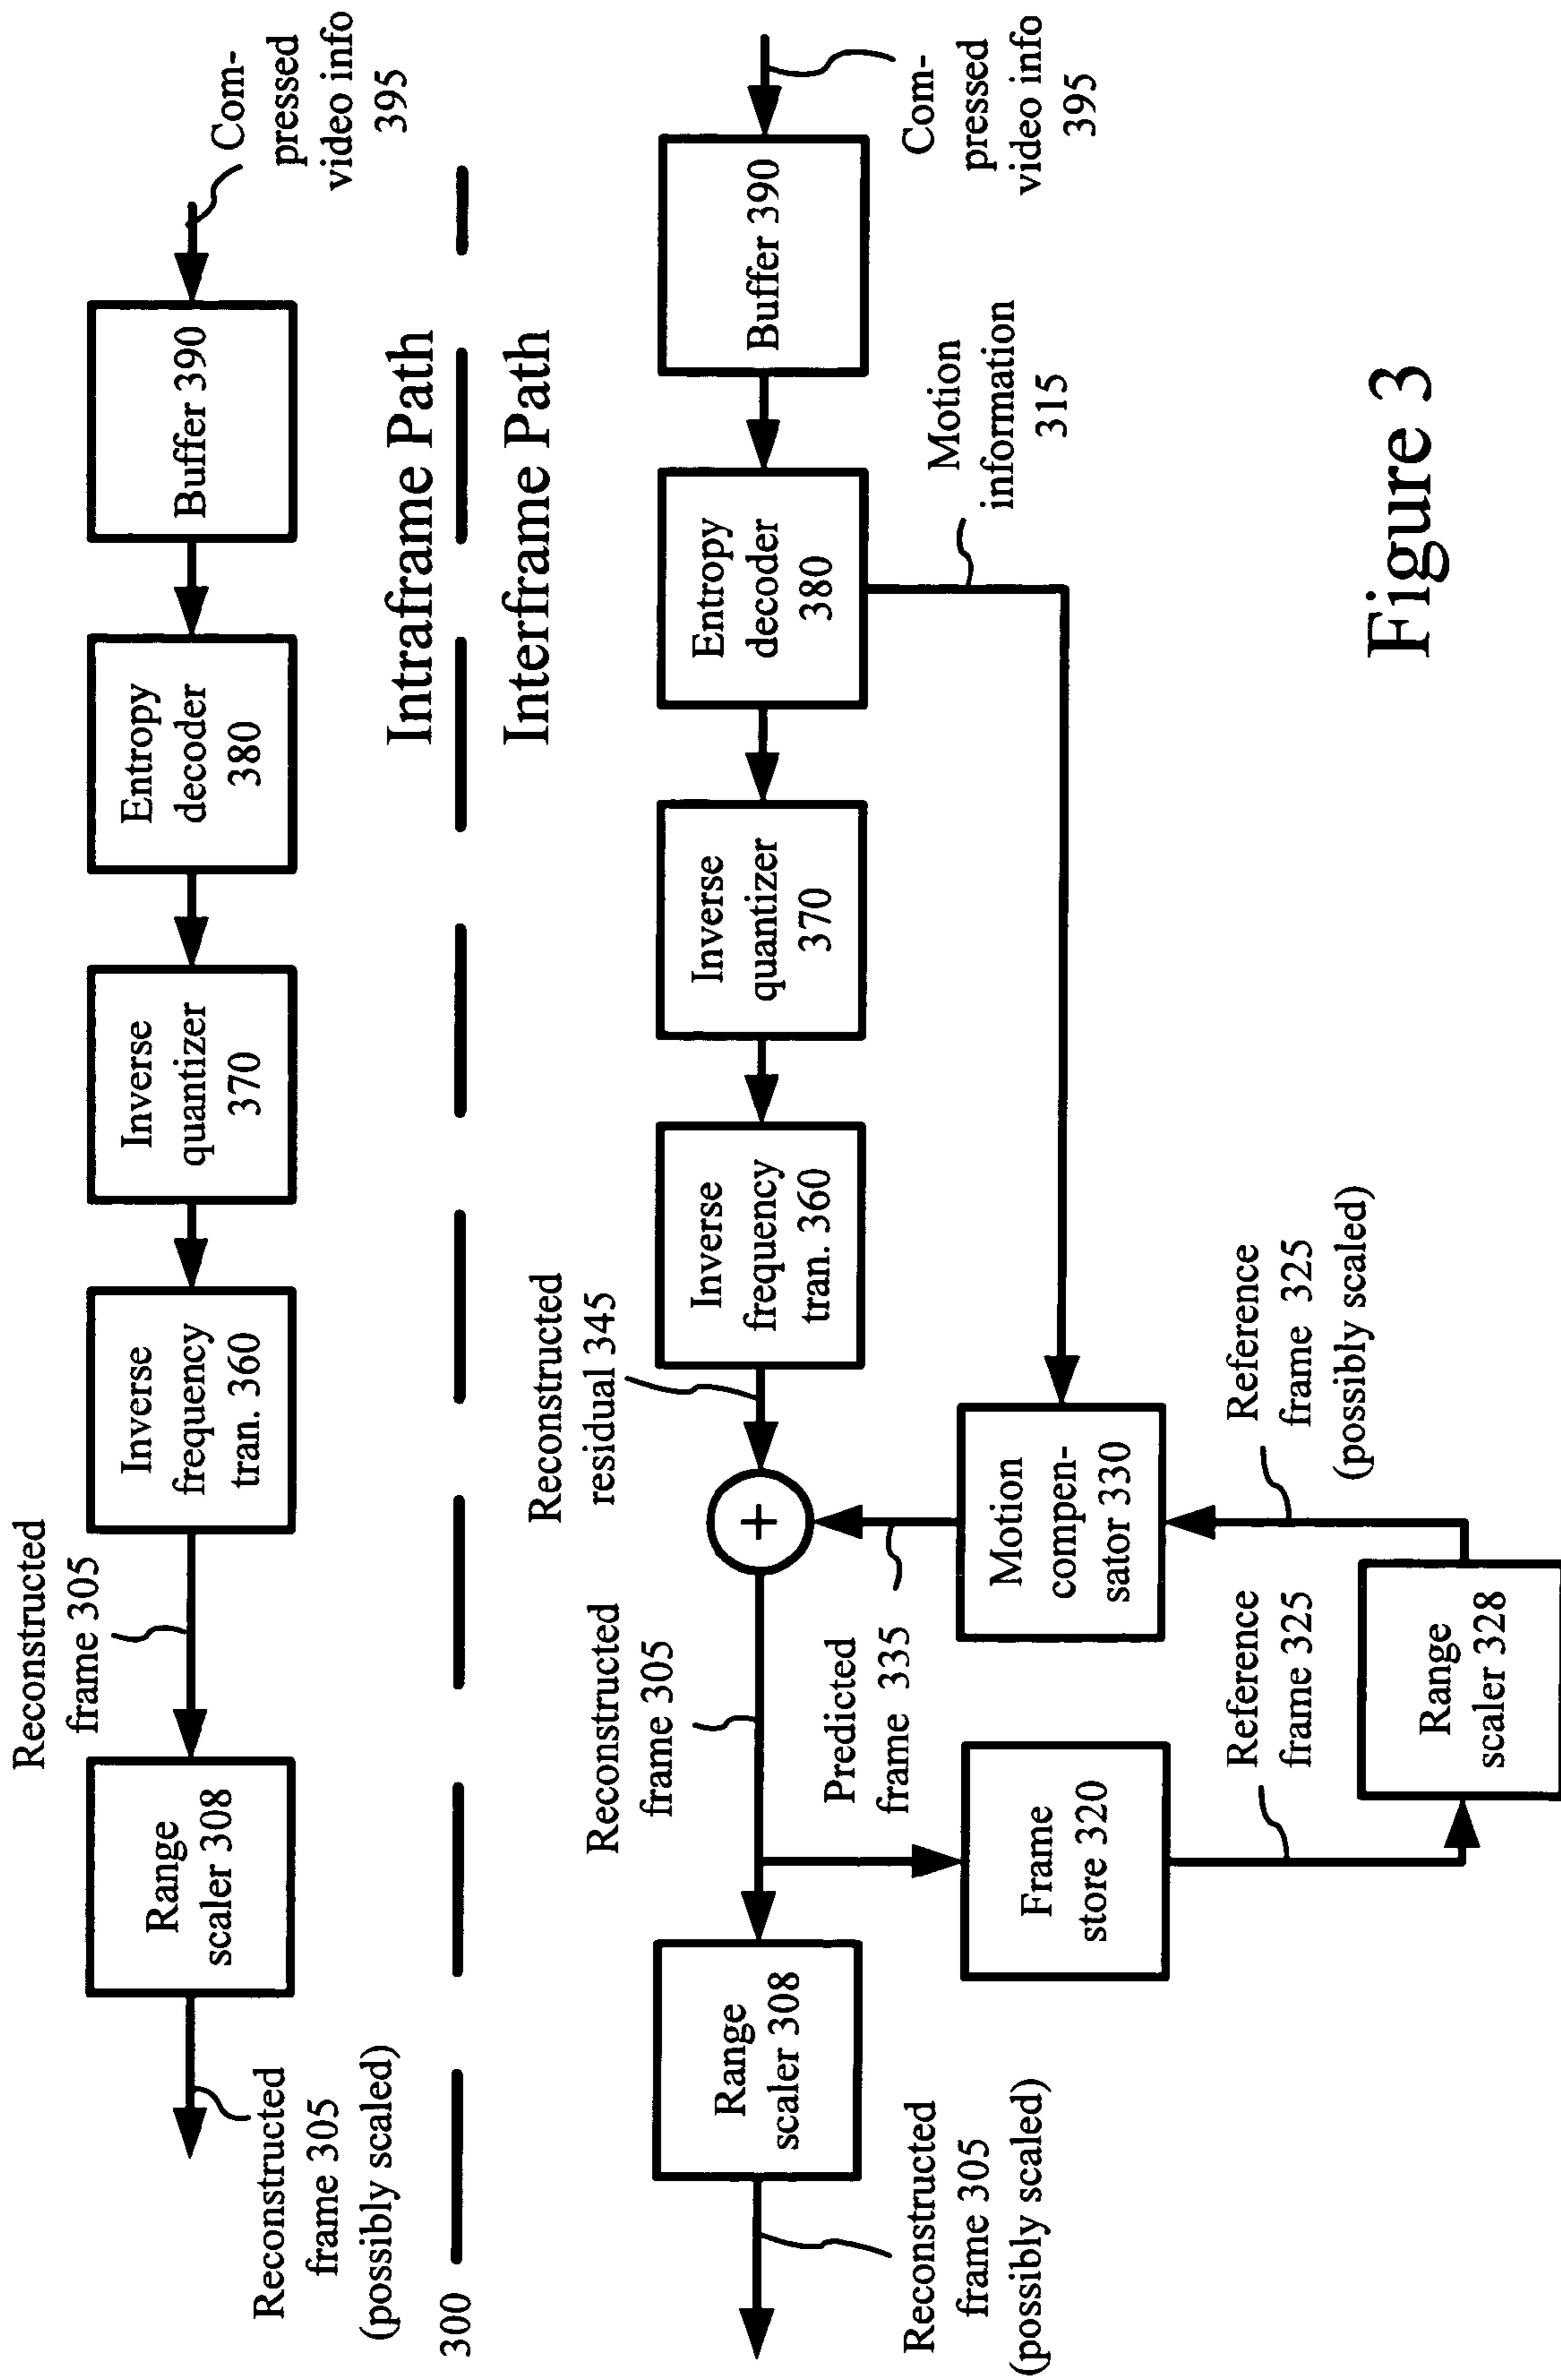 Reconstructed
frame 305
(possibly scaled)
Range
scaler 308
Reconstructed
frame 305
Inverse
frequency
tran. 360
Inverse
quantizer
370
Entropy
decoder
380
Buffer 390
Com-
pressed
video info
395
Intraframe Path
300
Interframe Path
Reconstructed
frame 305
(possibly scaled)
Range
scaler 308
Reconstructed
frame 305
Reconstructed
residual 345
+
Inverse
frequency
tran. 360
Inverse
quantizer
370
Entropy
decoder
380
Buffer 390
Com-
pressed
video info
395
Motion
information
315
Predicted
frame 335
Frame
store 320
Motion
compen-
sator 330
Reference
frame 325
Reference
frame 325
(possibly scaled)
Range
scaler 328
Figure 3